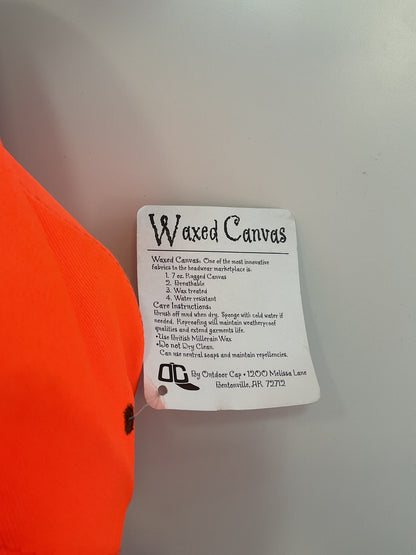 Waxed Canvas
Waxed Canvas: One of the most innovative
fabrics to the headwear marketplace is:
1. 7 oz. Rugged Canvas
2. Breathable
3. Wax treated
4. Water resistant
Care Instructions:
Brush off mud when dry. Sponge with cold water if
needed. Reproofing will maintain weatherproof
qualities and extend garments life.
•Use British Millerain Wax
•Do not Dry Clean.
Can use neutral soaps and maintain repellencies.
OC By Outdoor Cap • 1200 Melissa Lane
Bentonville, AR 72712